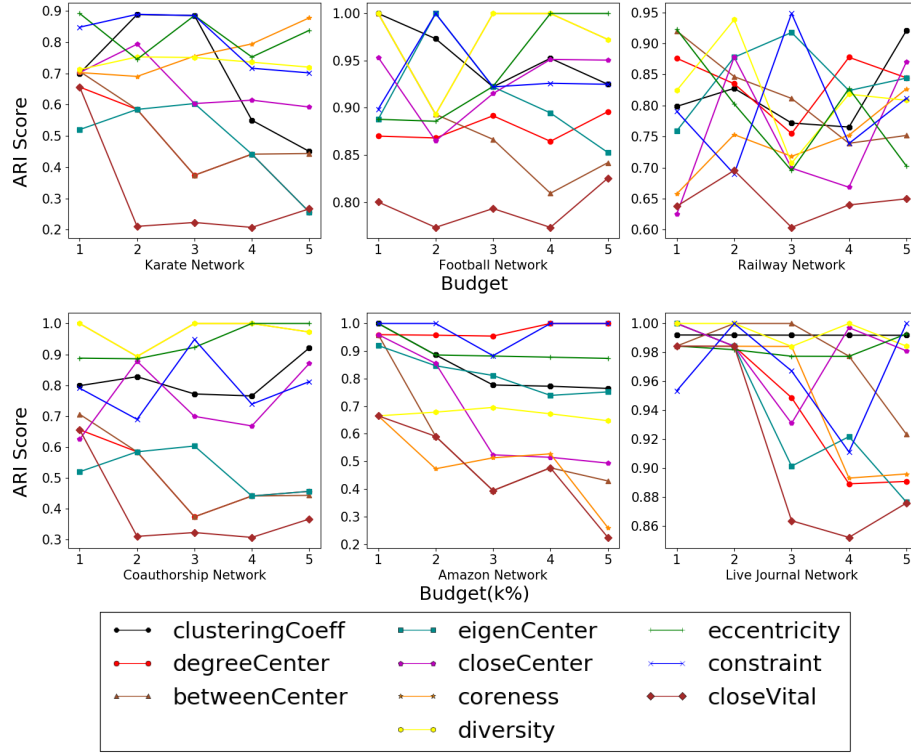 ARI Score
0.9
0.8
0.7
0.6
0.5
0.4
0.3
0.2
1 2 3 4 5
Karate Network
1.00
0.95
0.90
0.85
0.80
1 2 3 4 5
Football Network
Budget
0.95
0.90
0.85
0.80
0.75
0.70
0.65
0.60
1 2 3 4 5
Railway Network
ARI Score
1.0
0.9
0.8
0.7
0.6
0.5
0.4
0.3
1 2 3 4 5
Coauthorship Network
1.0
0.9
0.8
0.7
0.6
0.5
0.4
0.3
0.2
1 2 3 4 5
Amazon Network
Budget(k%)
1.00
0.98
0.96
0.94
0.92
0.90
0.88
0.86
1 2 3 4 5
Live Journal Network
clusteringCoeff
degreeCenter
betweenCenter
eigenCenter
closeCenter
coreness
diversity
eccentricity
constraint
closeVital